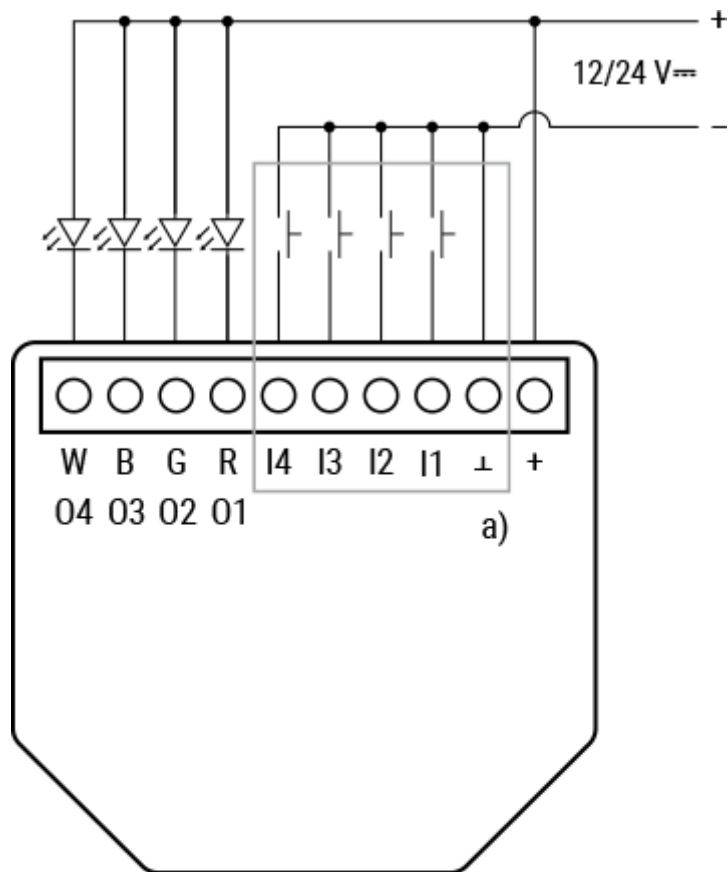 +
12/24 V⎓
−
W B G R I4 I3 I2 I1 ⊥ +
O4 O3 O2 O1
a)